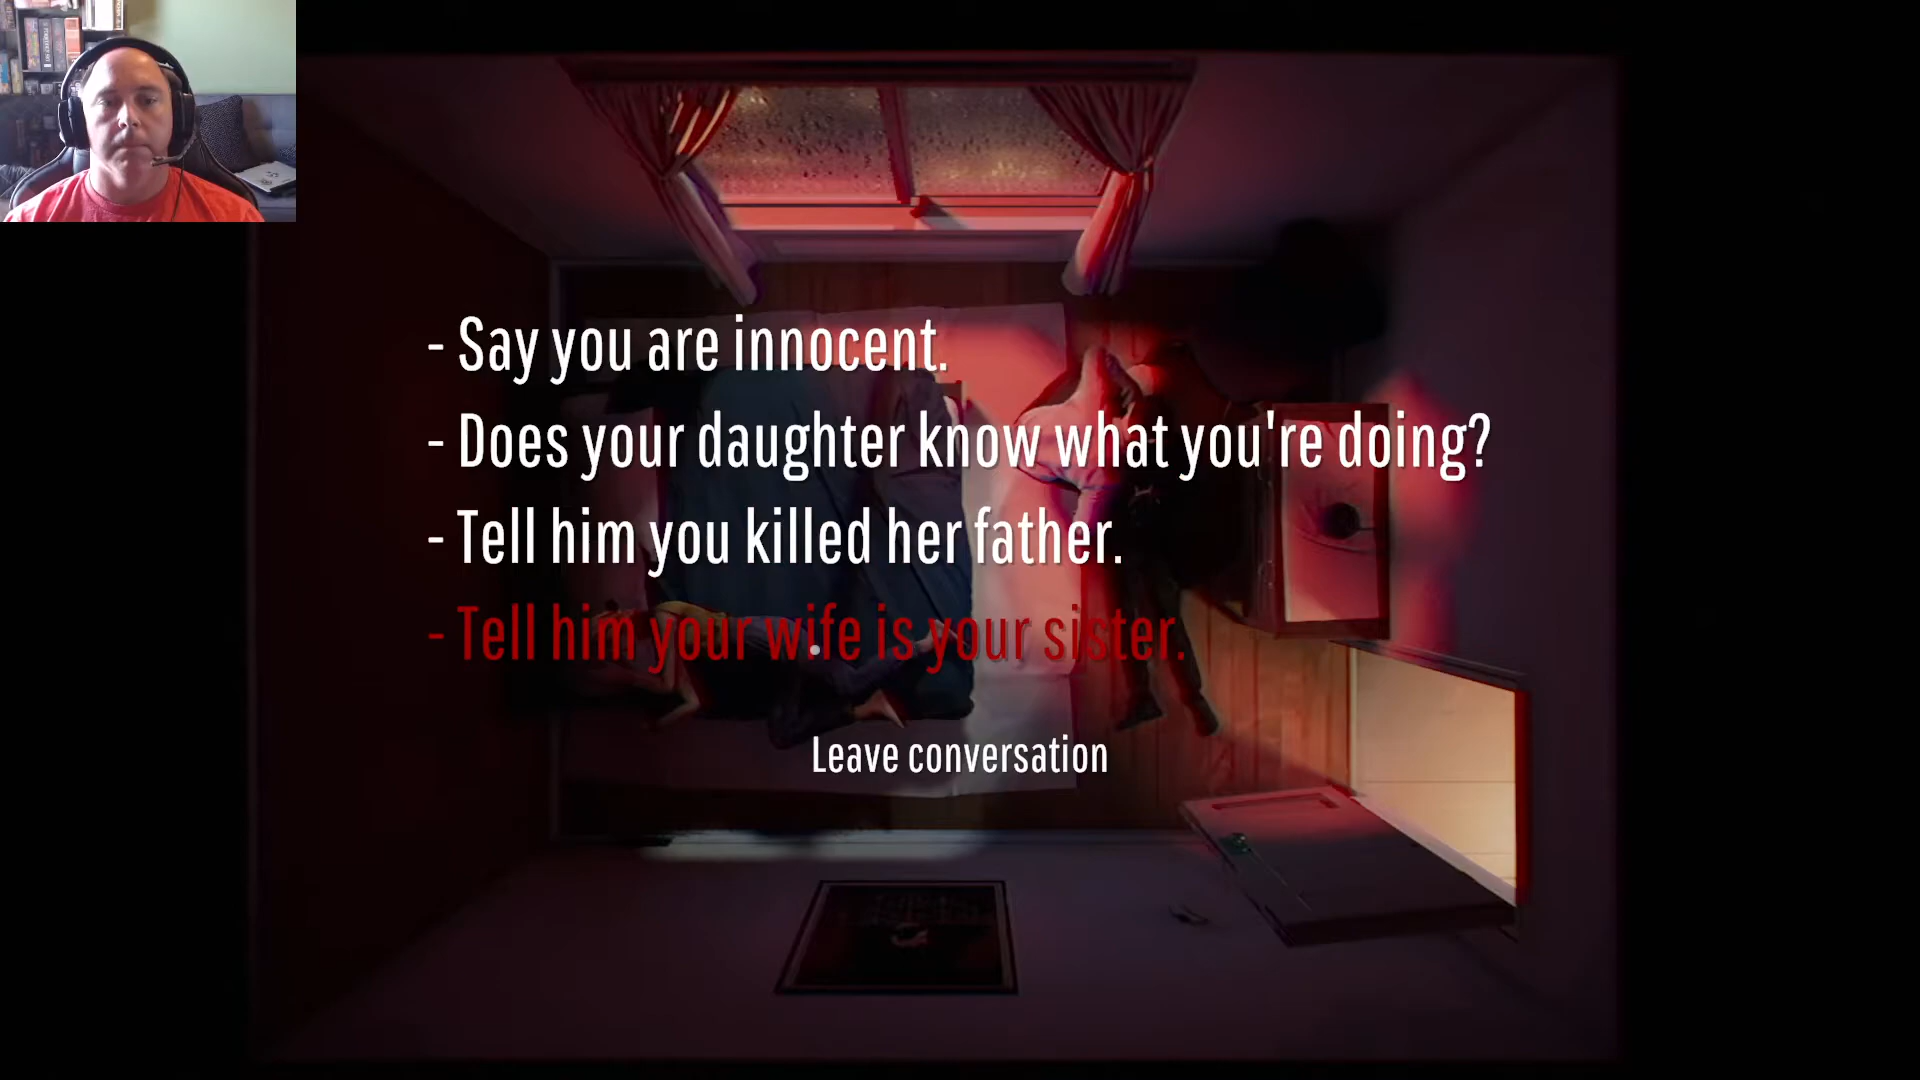 - Say you are innocent.
- Does your daughter know what you're doing?
- Tell him you killed her father.
- Tell him your wife is your sister.
Leave conversation